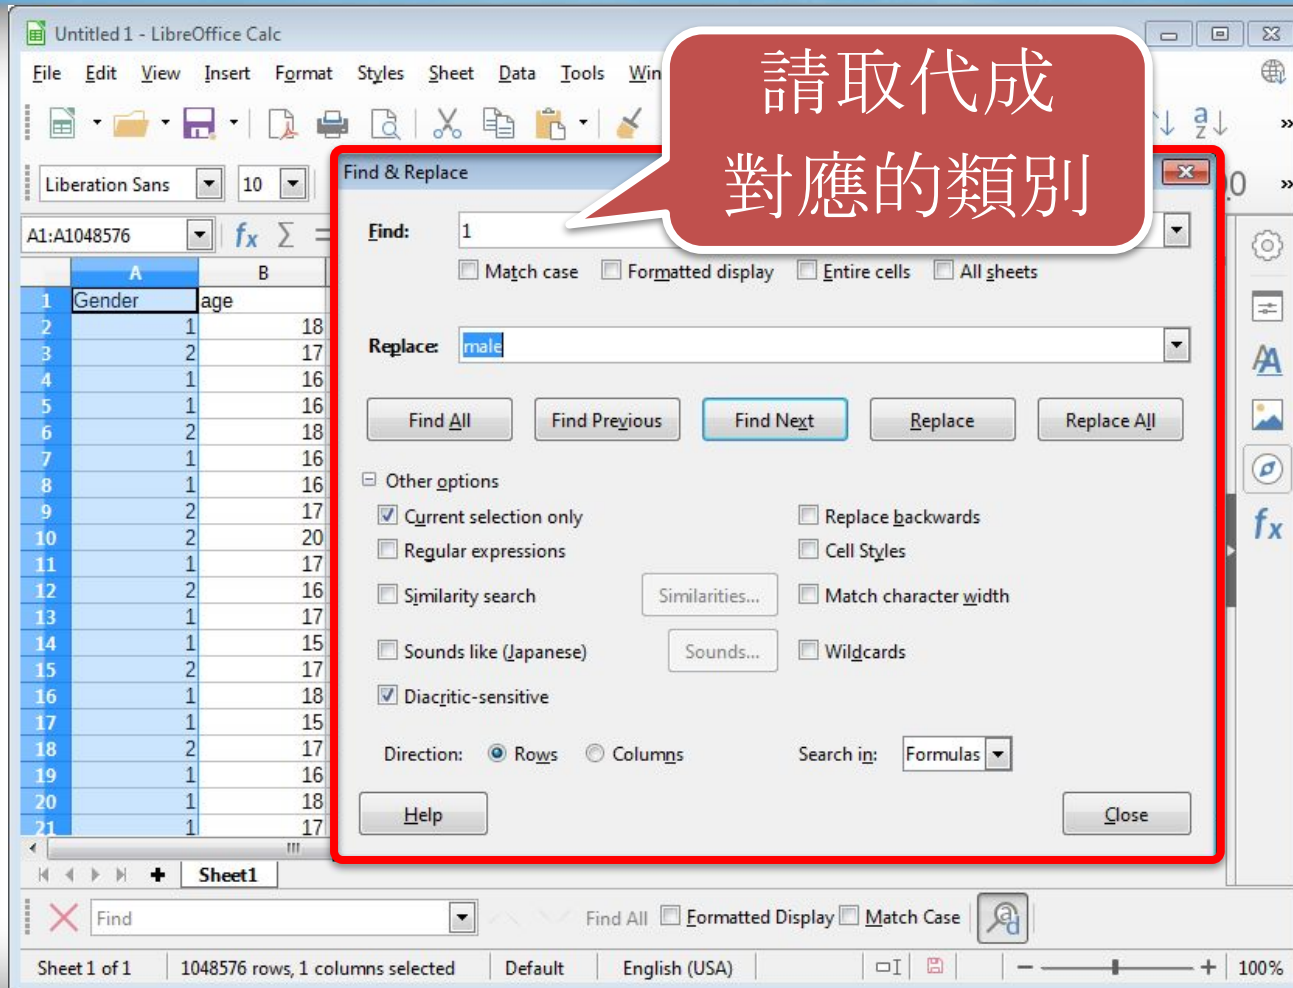 Untitled 1 - LibreOffice Calc
File Edit View Insert Format Styles Sheet Data Tools Win
請取代成
對應的類別
Liberation Sans 10
Find & Replace
A1:A1048576
Find: 1
Match case Formatted display Entire cells All sheets
Replace: male
Find All Find Previous Find Next Replace Replace All
Other options
Current selection only Replace backwards
Regular expressions Cell Styles
Similarity search Similarities... Match character width
Sounds like (Japanese) Sounds... Wildcards
Diacritic-sensitive
Direction: Rows Columns Search in: Formulas
Help Close
A B
1 Gender age
2 1 18
3 2 17
4 1 16
5 1 16
6 2 18
7 1 16
8 1 16
9 2 17
10 2 20
11 1 17
12 2 16
13 1 17
14 1 15
15 2 17
16 1 18
17 1 15
18 2 17
19 1 16
20 1 18
21 1 17
Sheet1
Find Find All Formatted Display Match Case
Sheet 1 of 1 1048576 rows, 1 columns selected Default English (USA) 100%